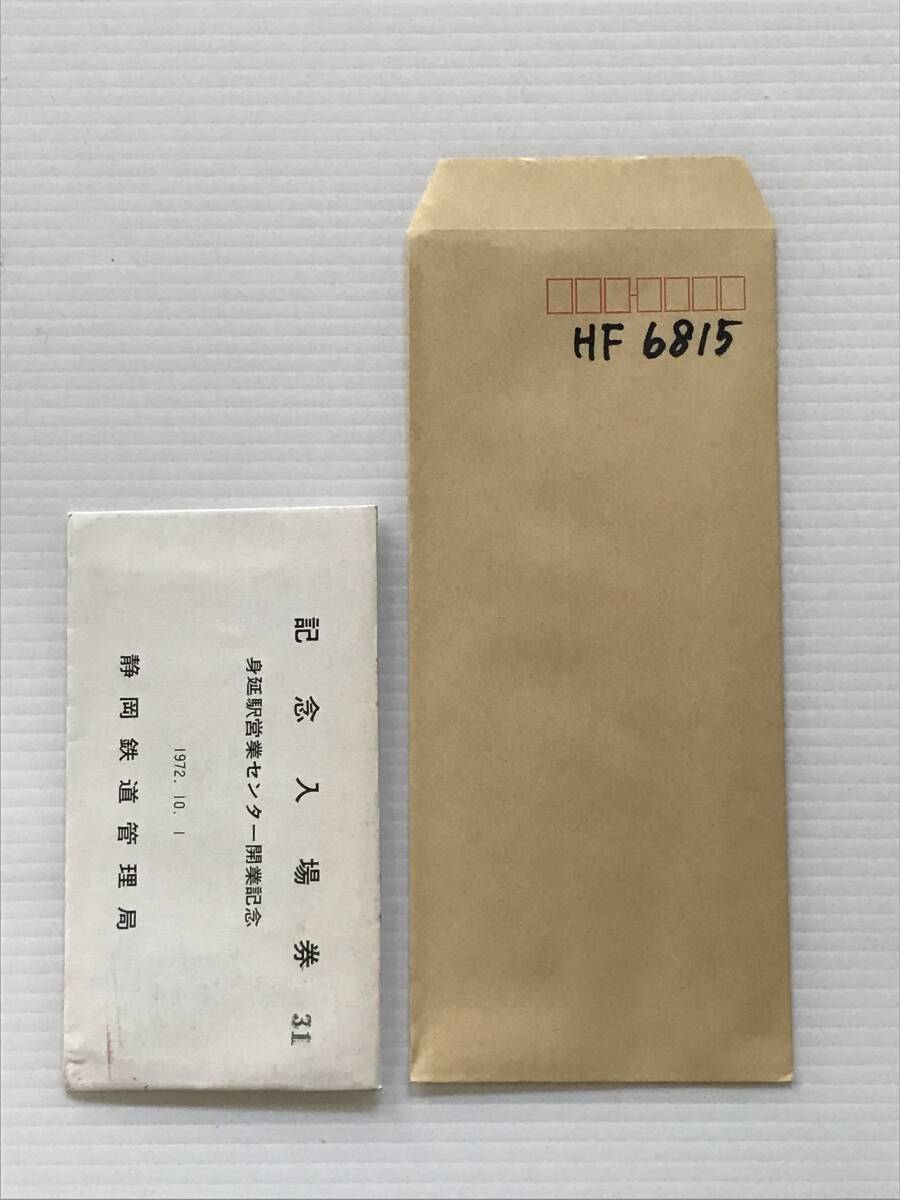 記念入場券 31
身延駅営業センター開業記念
1972.10.1
静岡鉄道管理局
HF 6815